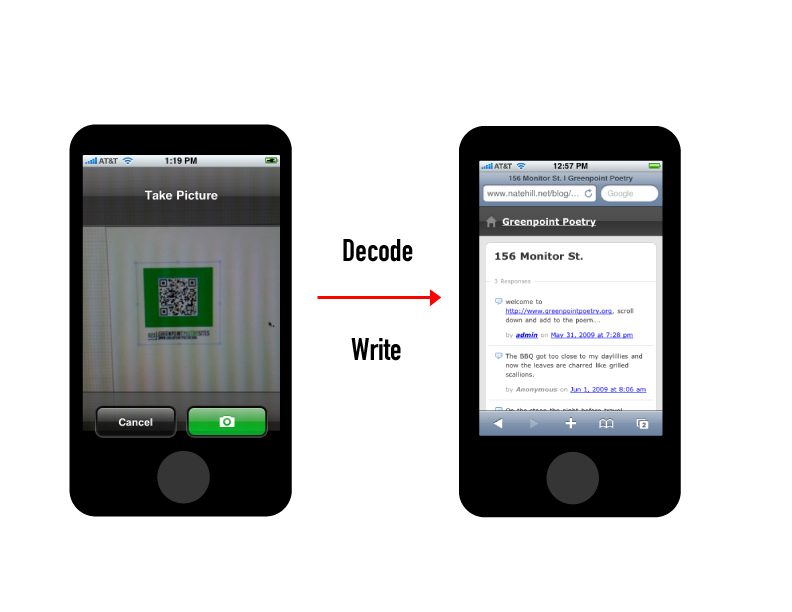 AT&T 1:19 PM
Take Picture
GREENPOINTPOETRYSITES
Cancel
Decode
Write
AT&T 12:57 PM
156 Monitor St. | Greenpoint Poetry
www.natehill.net/blog/... Google
Greenpoint Poetry
156 Monitor St.
3 Responses
welcome to
http://www.greenpointpoetry.org, scroll
down and add to the poem...
by admin on May 31, 2009 at 7:28 pm
The BBQ got too close to my daylillies and
now the leaves are charred like grilled
scallions.
by Anonymous on Jun 1, 2009 at 8:06 am
2